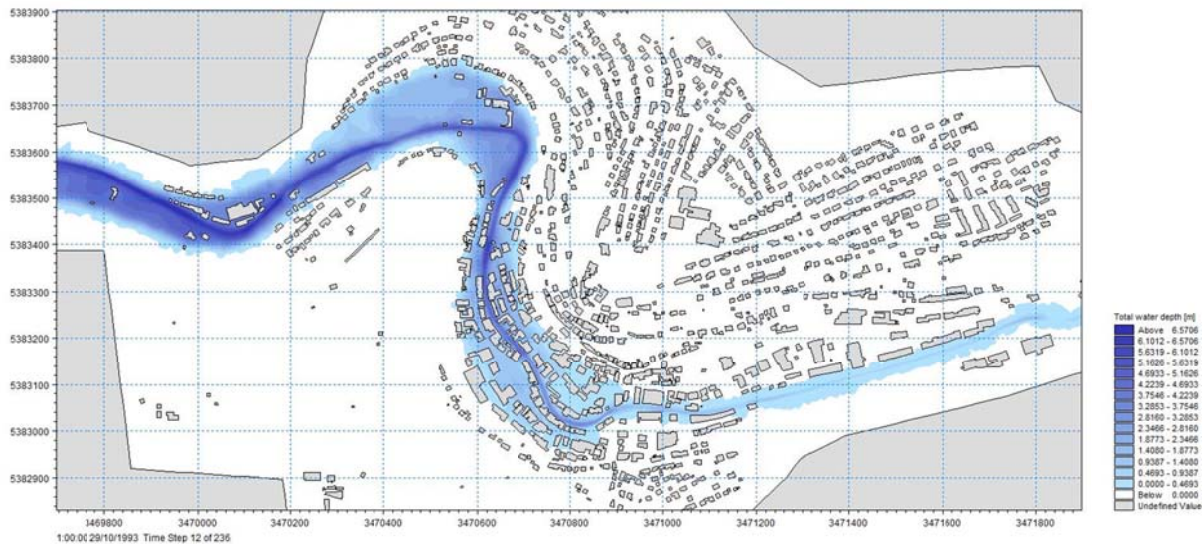 5383900
5383800
5383700
5383600
5383500
5383400
5383300
5383200
5383100
5383000
5382900
3469800 3470000 3470200 3470400 3470600 3470800 3471000 3471200 3471400 3471600 3471800
29/10/1993 Time Step 12 of 236
Total water depth [m]
Above 6.5706
6.1012 - 6.5706
5.6319 - 6.1012
5.1626 - 5.6319
4.6933 - 5.1626
4.2239 - 4.6933
3.7546 - 4.2239
3.2853 - 3.7546
2.8160 - 3.2853
2.3466 - 2.8160
1.8773 - 2.3466
1.4080 - 1.8773
0.9387 - 1.4080
0.4693 - 0.9387
0.0000 - 0.4693
Below 0.0000
Undefined Value